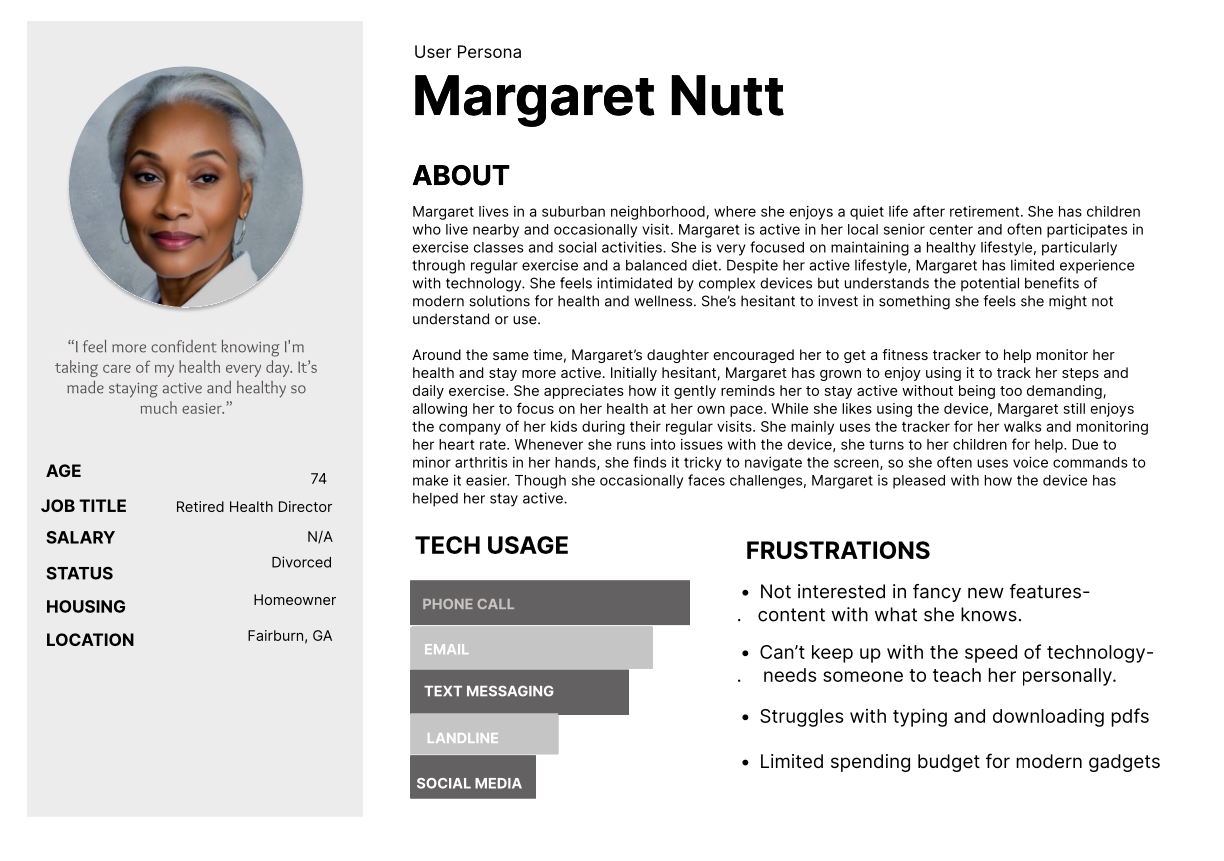 User Persona
Margaret Nutt
“I feel more confident knowing I'm
taking care of my health every day. It’s
made staying active and healthy so
much easier.”
AGE 74
JOB TITLE Retired Health Director
SALARY N/A
STATUS Divorced
HOUSING Homeowner
LOCATION Fairburn, GA
ABOUT
Margaret lives in a suburban neighborhood, where she enjoys a quiet life after retirement. She has children
who live nearby and occasionally visit. Margaret is active in her local senior center and often participates in
exercise classes and social activities. She is very focused on maintaining a healthy lifestyle, particularly
through regular exercise and a balanced diet. Despite her active lifestyle, Margaret has limited experience
with technology. She feels intimidated by complex devices but understands the potential benefits of
modern solutions for health and wellness. She’s hesitant to invest in something she feels she might not
understand or use.
Around the same time, Margaret’s daughter encouraged her to get a fitness tracker to help monitor her
health and stay more active. Initially hesitant, Margaret has grown to enjoy using it to track her steps and
daily exercise. She appreciates how it gently reminds her to stay active without being too demanding,
allowing her to focus on her health at her own pace. While she likes using the device, Margaret still enjoys
the company of her kids during their regular visits. She mainly uses the tracker for her walks and monitoring
her heart rate. Whenever she runs into issues with the device, she turns to her children for help. Due to
minor arthritis in her hands, she finds it tricky to navigate the screen, so she often uses voice commands to
make it easier. Though she occasionally faces challenges, Margaret is pleased with how the device has
helped her stay active.
TECH USAGE
PHONE CALL
EMAIL
TEXT MESSAGING
LANDLINE
SOCIAL MEDIA
FRUSTRATIONS
• Not interested in fancy new features-
. content with what she knows.
• Can’t keep up with the speed of technology-
. needs someone to teach her personally.
• Struggles with typing and downloading pdfs
• Limited spending budget for modern gadgets